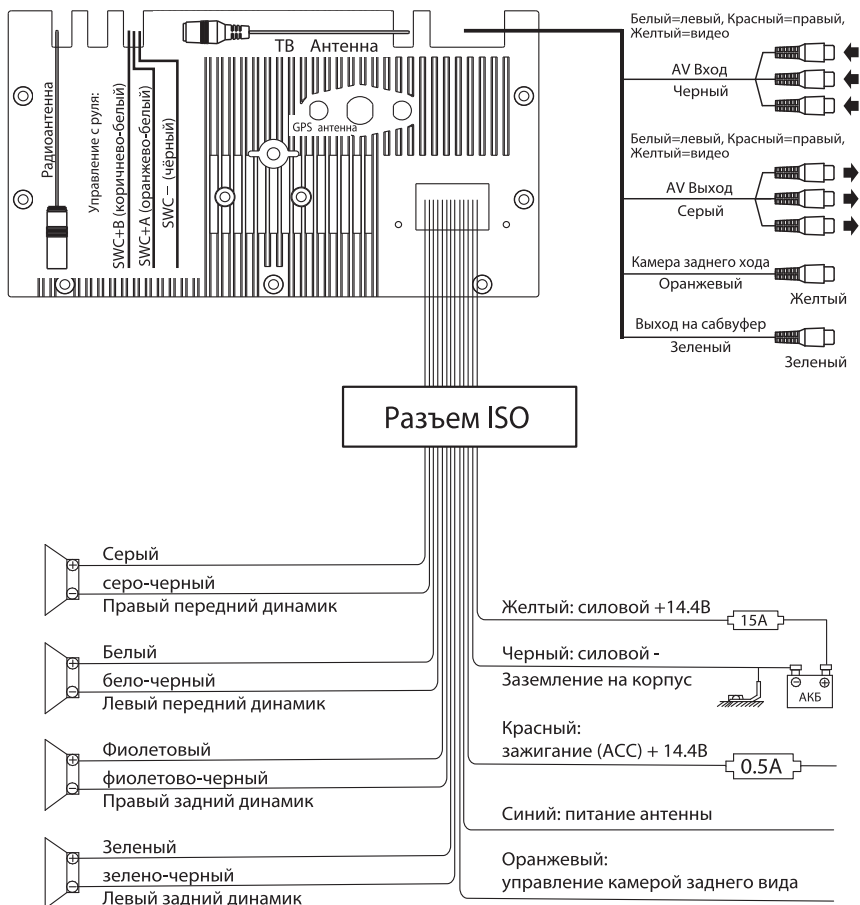 Белый=левый, Красный=правый,
Желтый=видео
AV Вход
Черный
Белый=левый, Красный=правый,
Желтый=видео
AV Выход
Серый
Камера заднего хода
Оранжевый
Желтый
Выход на сабвуфер
Зеленый
Зеленый
ТВ Антенна
GPS антенна
Радиоантенна
Управление с руля:
SWC+B (коричнево-белый)
SWC+A (оранжево-белый)
SWC— (чёрный)
Разъем ISO
Серый
серо-черный
Правый передний динамик
Белый
бело-черный
Левый передний динамик
Фиолетовый
фиолетово-черный
Правый задний динамик
Зеленый
зелено-черный
Левый задний динамик
Желтый: силовой +14.4В
15A
Черный: силовой -
Заземление на корпус
АКБ
Красный:
зажигание (ACC) + 14.4В
0.5A
Синий: питание антенны
Оранжевый:
управление камерой заднего вида